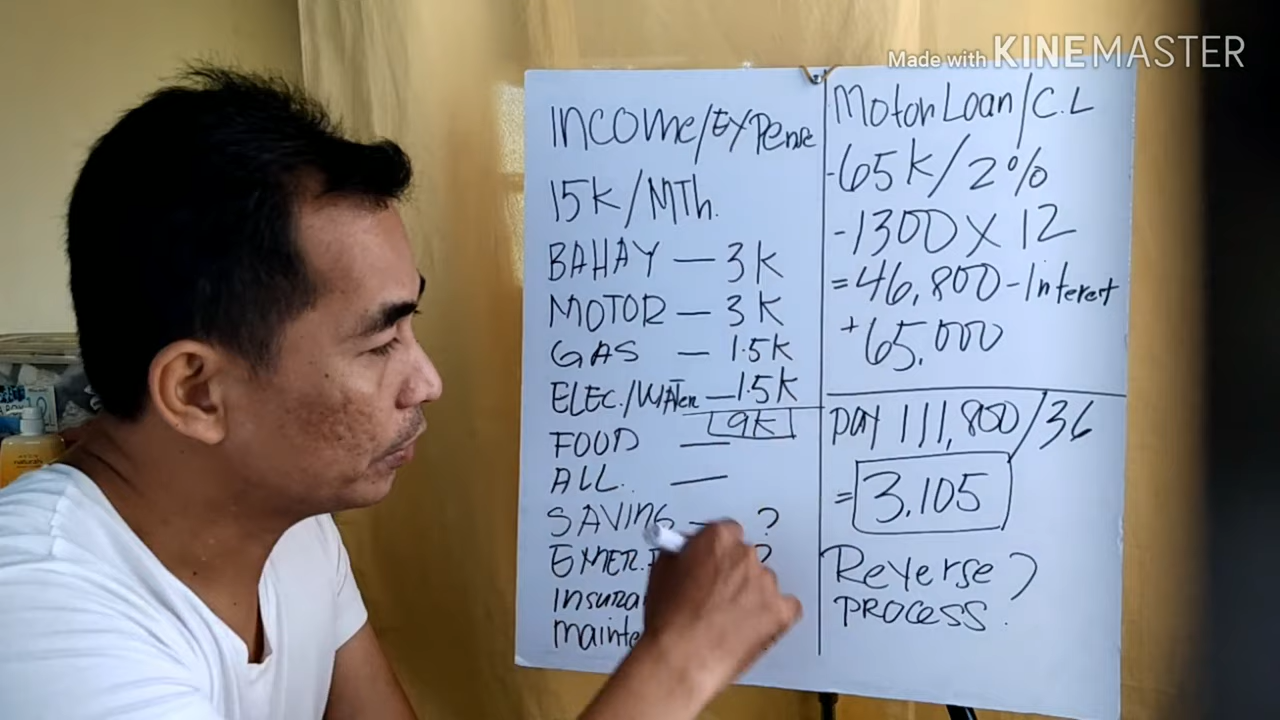 Made with KINEMASTER
INCOME/EXPense
15K/MTh.
BAHAY — 3K
MOTOR — 3K
GAS — 1.5K
ELEC./WATer — 1.5K
9K
FOOD —
ALL. —
SAVING — ?
EMER. ?
Motor Loan/C.L
-65K/2%
-1300 X 12
=46,800-Interest
+65,000
PAY 111,800/36
=3,105
Reverse ?
PROCESS.